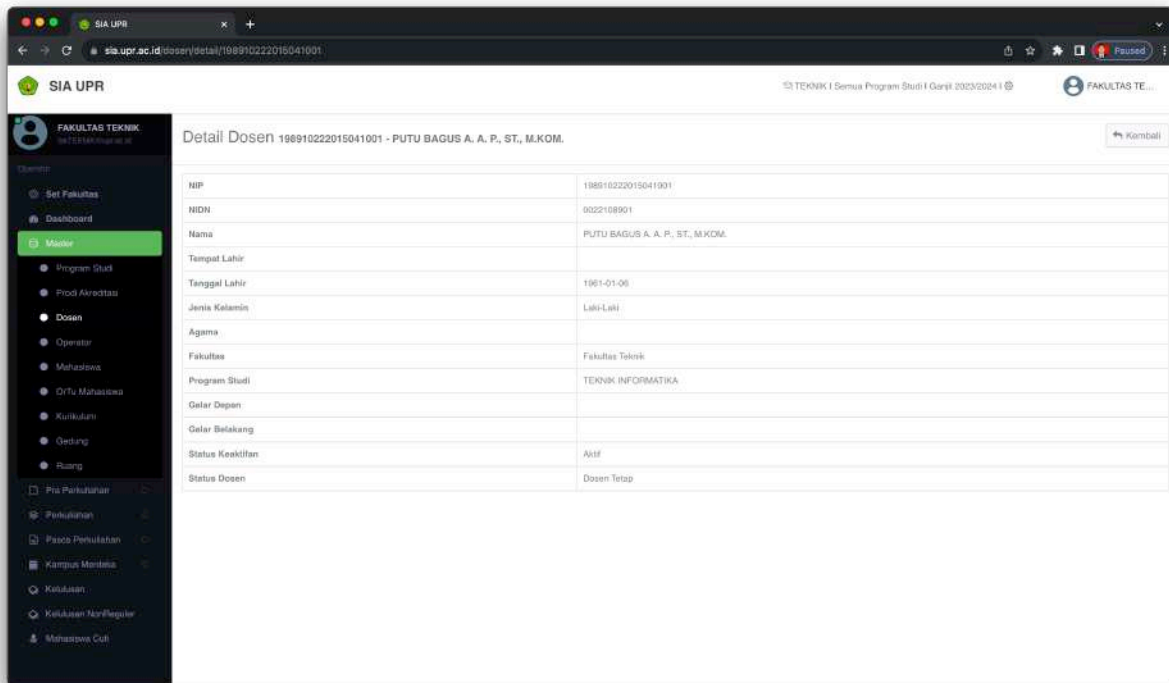 SIA UPR
sia.upr.ac.id/dosen/detail/198910222015041001
Paused
SIA UPR
TEKNIK I Semua Program Studi I Ganjil 2023/2024 I
FAKULTAS TE...
FAKULTAS TEKNIK
Operator
Detail Dosen 198910222015041001 - PUTU BAGUS A. A. P., ST., M.KOM.
Kembali
Set Fakultas
Dashboard
Master
Program Studi
Prodi Akreditasi
Dosen
Operator
Mahasiswa
OrTu Mahasiswa
Kurikulum
Gedung
Ruang
Pra Perkuliahan
Perkuliahan
Pasca Perkuliahan
Kampus Merdeka
Kelulusan
Kelulusan NonReguler
Mahasiswa Cuti
NIP 198910222015041001
NIDN 0022108901
Nama PUTU BAGUS A. A. P., ST., M.KOM.
Tempat Lahir
Tanggal Lahir 1961-01-06
Jenis Kelamin Laki-Laki
Agama
Fakultas Fakultas Teknik
Program Studi TEKNIK INFORMATIKA
Gelar Depan
Gelar Belakang
Status Keaktifan Aktif
Status Dosen Dosen Tetap